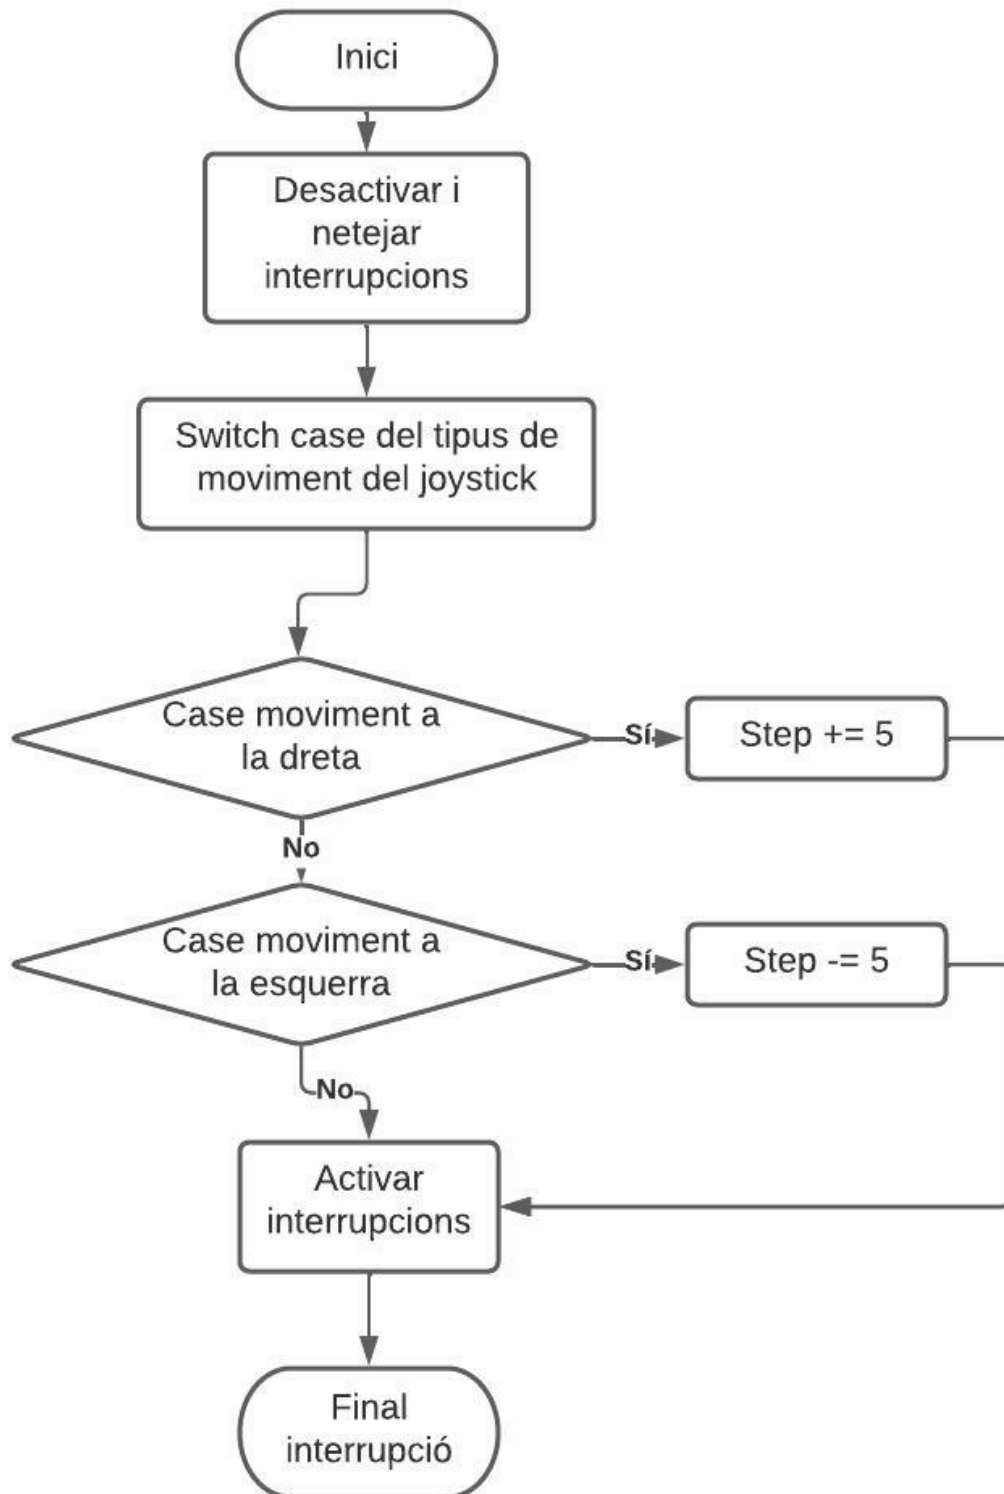 Inici
Desactivar i
netejar
interrupcions
Switch case del tipus de
moviment del joystick
Case moviment a
la dreta
Sí
Step += 5
No
Case moviment a
la esquerra
Sí
Step -= 5
No
Activar
interrupcions
Final
interrupció